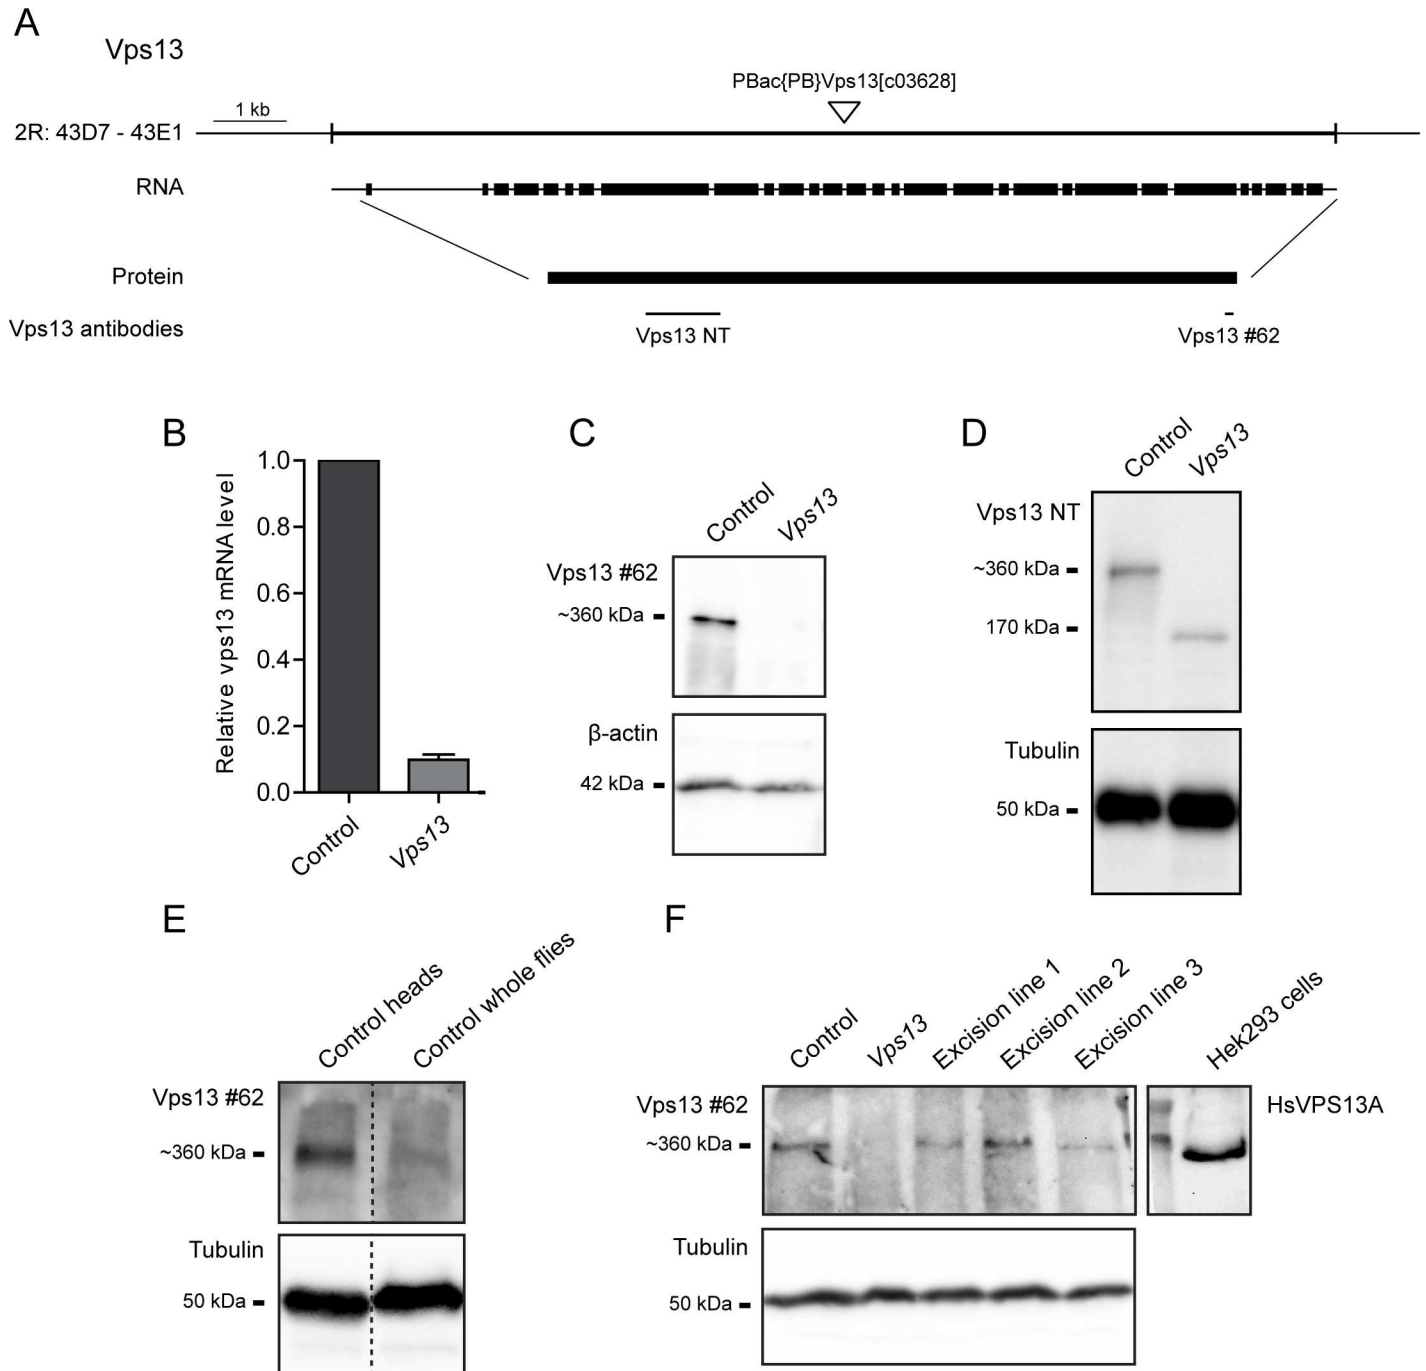 A
Vps13
PBac{PB}Vps13[c03628]
1 kb
2R: 43D7 - 43E1
RNA
Protein
Vps13 antibodies
Vps13 NT
Vps13 #62
B
Relative vps13 mRNA level
1.0
0.8
0.6
0.4
0.2
0.0
Control
Vps13
C
Control
Vps13
Vps13 #62
~360 kDa
β-actin
42 kDa
D
Control
Vps13
Vps13 NT
~360 kDa
170 kDa
Tubulin
50 kDa
E
Control heads
Control whole flies
Vps13 #62
~360 kDa
Tubulin
50 kDa
F
Control
Vps13
Excision line 1
Excision line 2
Excision line 3
Hek293 cells
Vps13 #62
~360 kDa
HsVPS13A
Tubulin
50 kDa